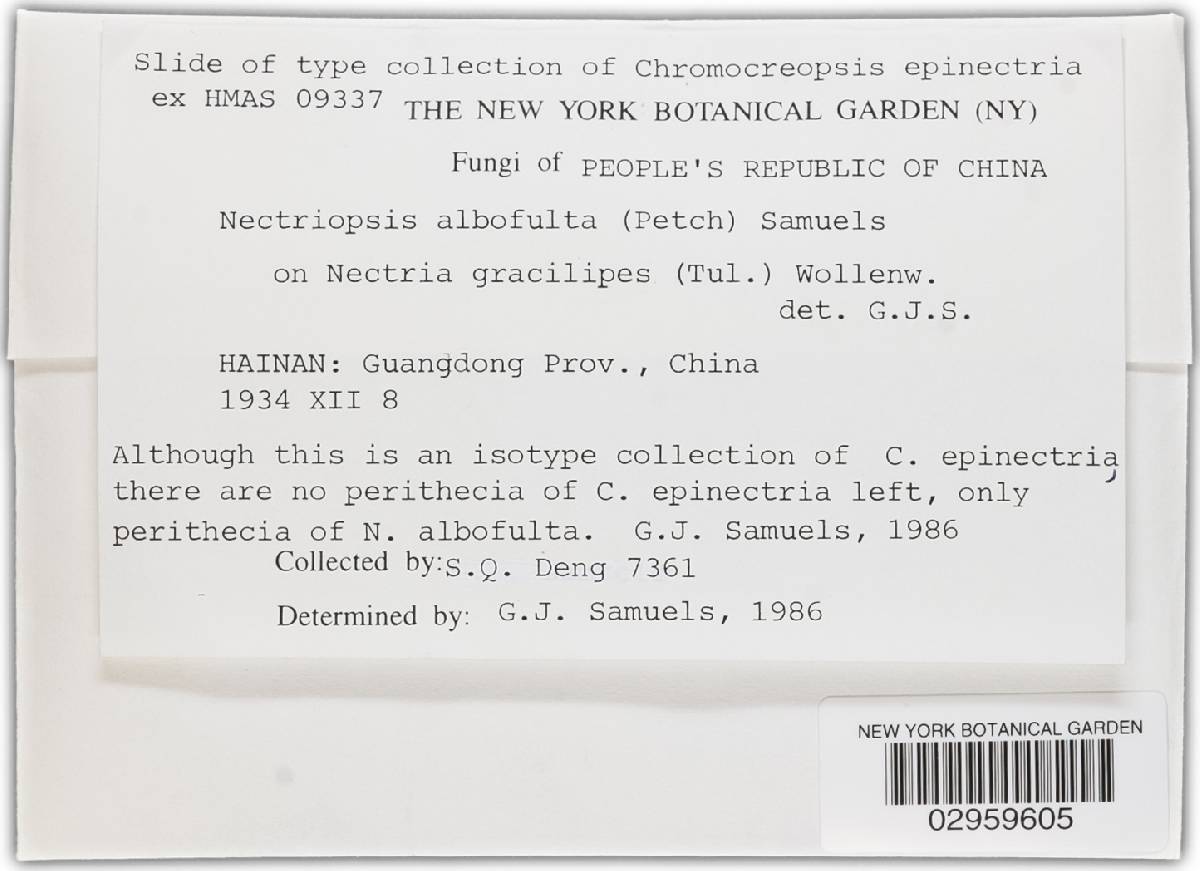 Slide of type collection of Chromocreopsis epinectria
ex HMAS 09337
THE NEW YORK BOTANICAL GARDEN (NY)
Fungi of PEOPLE'S REPUBLIC OF CHINA
Nectriopsis albofulta (Petch) Samuels
on Nectria gracilipes (Tul.) Wollenw.
det. G.J.S.
HAINAN: Guangdong Prov., China
1934 XII 8
Although this is an isotype collection of C. epinectria,
there are no perithecia of C. epinectria left, only
perithecia of N. albofulta. G.J. Samuels, 1986
Collected by: S.Q. Deng 7361
Determined by: G.J. Samuels, 1986
NEW YORK BOTANICAL GARDEN
02959605